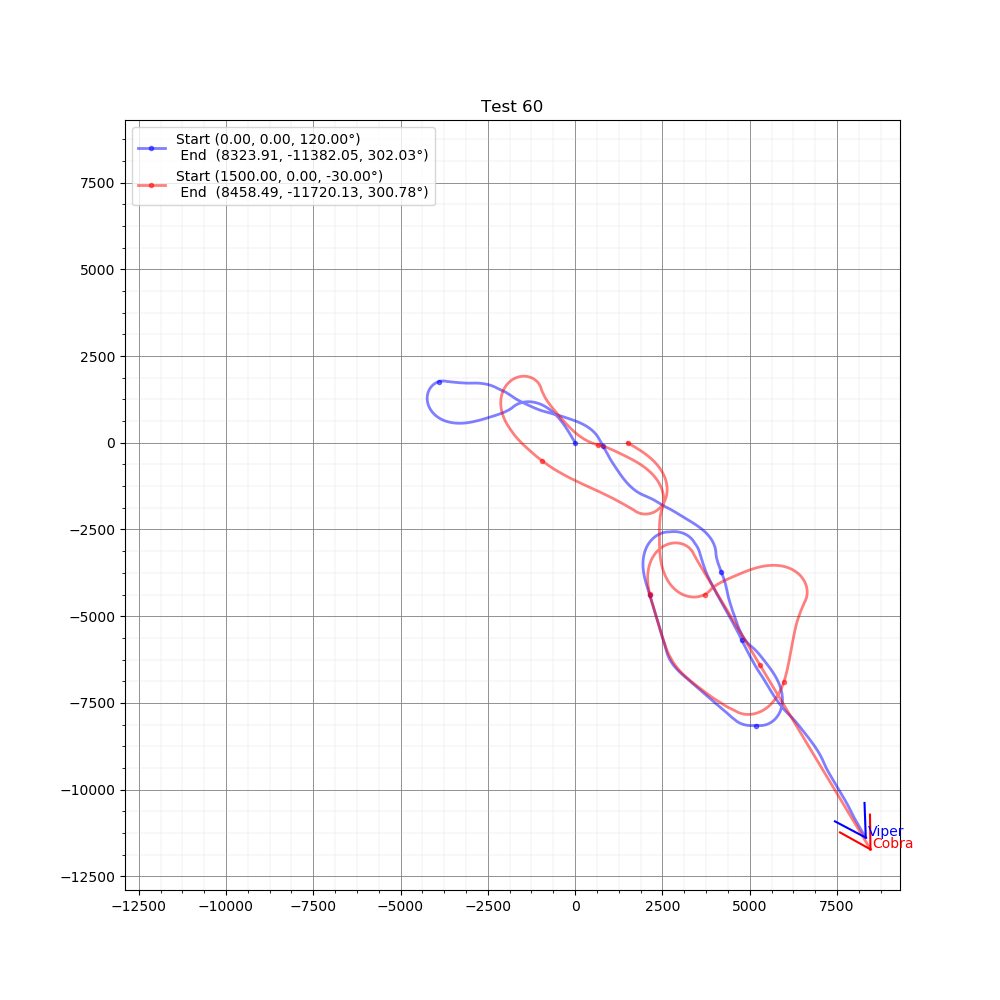 Test 60
Start (0.00, 0.00, 120.00°)
End  (8323.91, -11382.05, 302.03°)
Start (1500.00, 0.00, -30.00°)
End  (8458.49, -11720.13, 300.78°)
7500
5000
2500
0
−2500
−5000
−7500
−10000
−12500
Viper
Cobra
−12500 −10000 −7500 −5000 −2500 0 2500 5000 7500